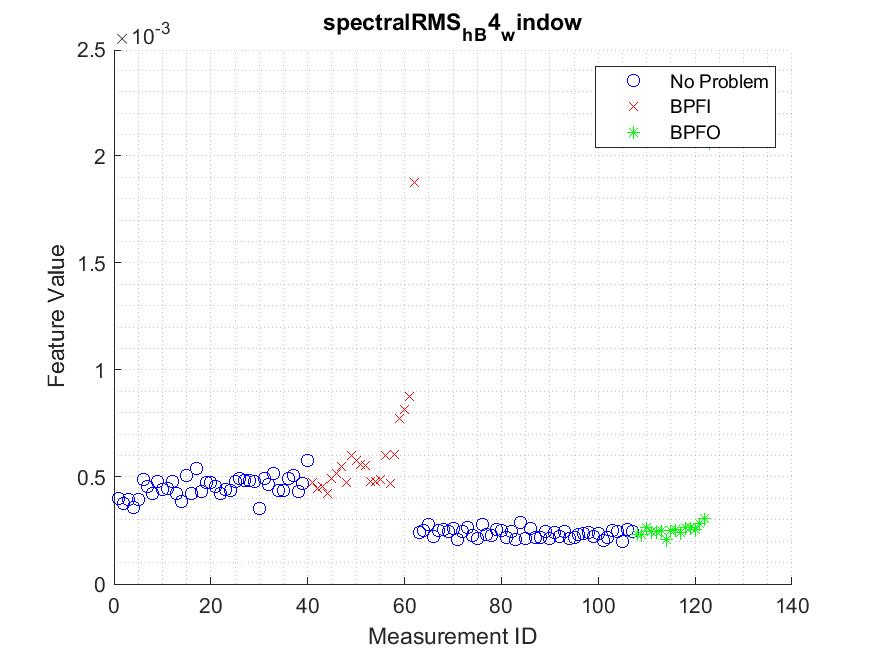 spectralRMS_hB4_window
×10^-3
2.5
2
1.5
1
0.5
0
0 20 40 60 80 100 120 140
Feature Value
Measurement ID
No Problem
BPFI
BPFO